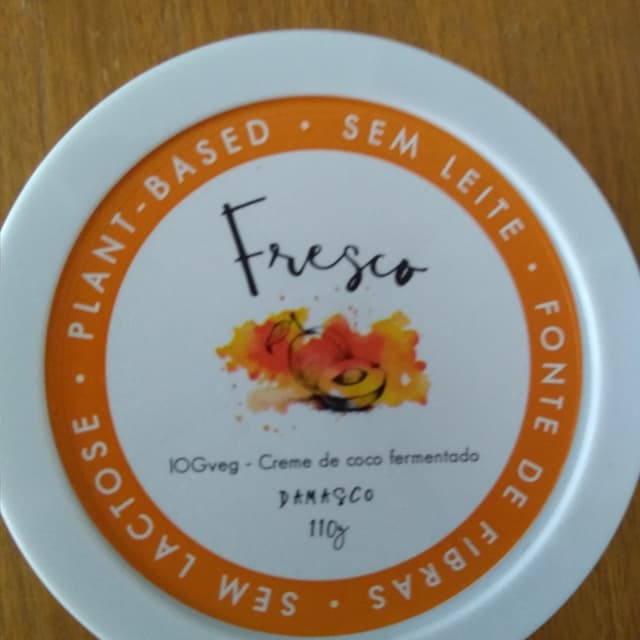 PLANT-BASED • SEM LEITE • FONTE DE FIBRAS • SEM LACTOSE •
Fresco
IOGveg - Creme de coco fermentado
DAMASCO
110g